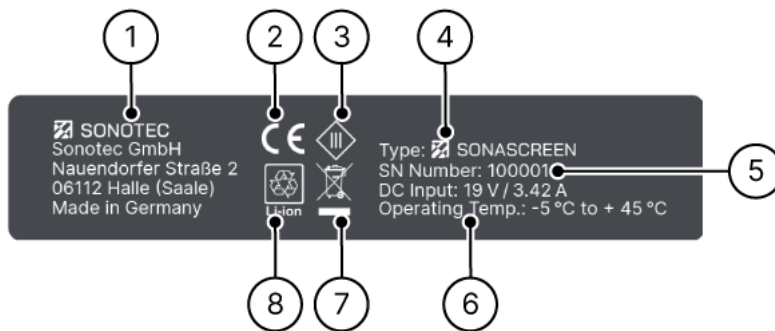 1
2
3
4
SONOTEC
Sonotec GmbH
Nauendorfer Straße 2
06112 Halle (Saale)
Made in Germany
CE
III
Li-ion
Type: SONASCREEN
SN Number: 100001
DC Input: 19 V / 3.42 A
Operating Temp.: -5 °C to + 45 °C
5
8
7
6